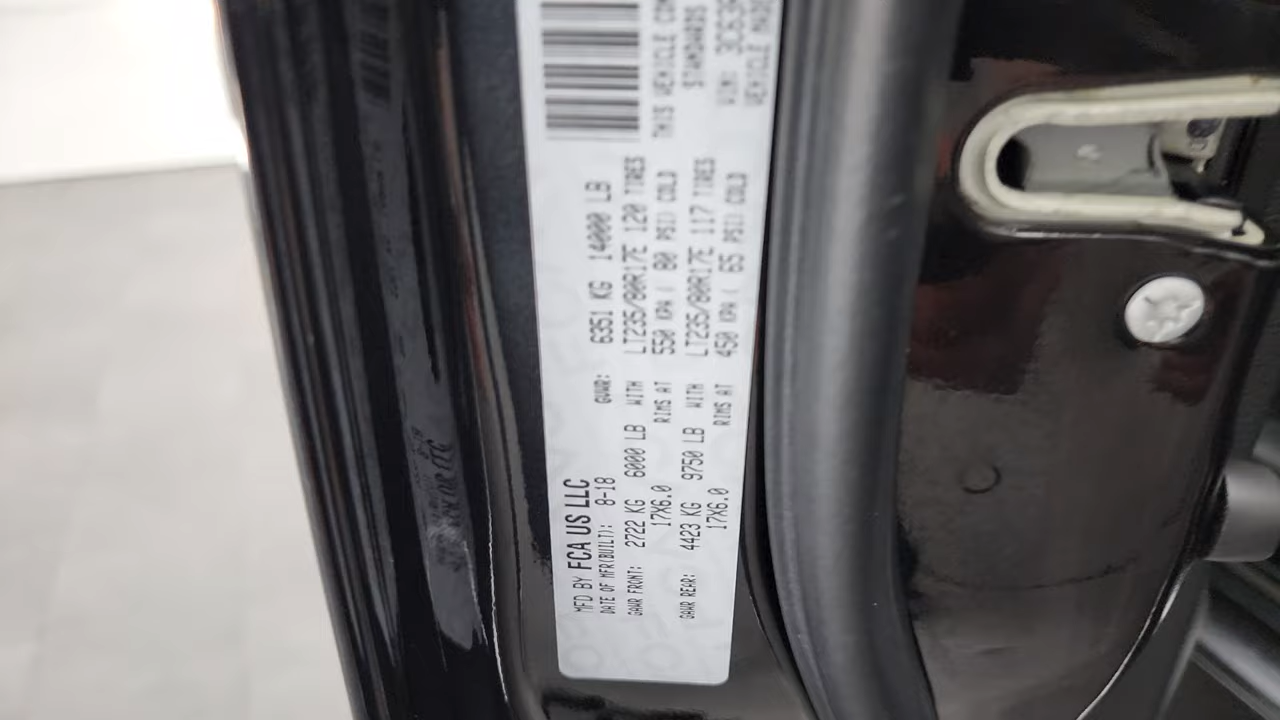 MFD BY FCA US LLC
DATE OF MFR(BUILT): 8-18 GVWR: 6351 KG 14000 LB
GAWR FRONT: 2722 KG 6000 LB WITH LT235/80R17E 120 TIRES
17X6.0 RIMS AT 550 KPA ( 80 PSI) COLD
GAWR REAR: 4423 KG 9750 LB WITH LT235/80R17E 117 TIRES
17X6.0 RIMS AT 450 KPA ( 65 PSI) COLD
THIS VEHICLE
STANDARDS
VIN:
VEHICLE